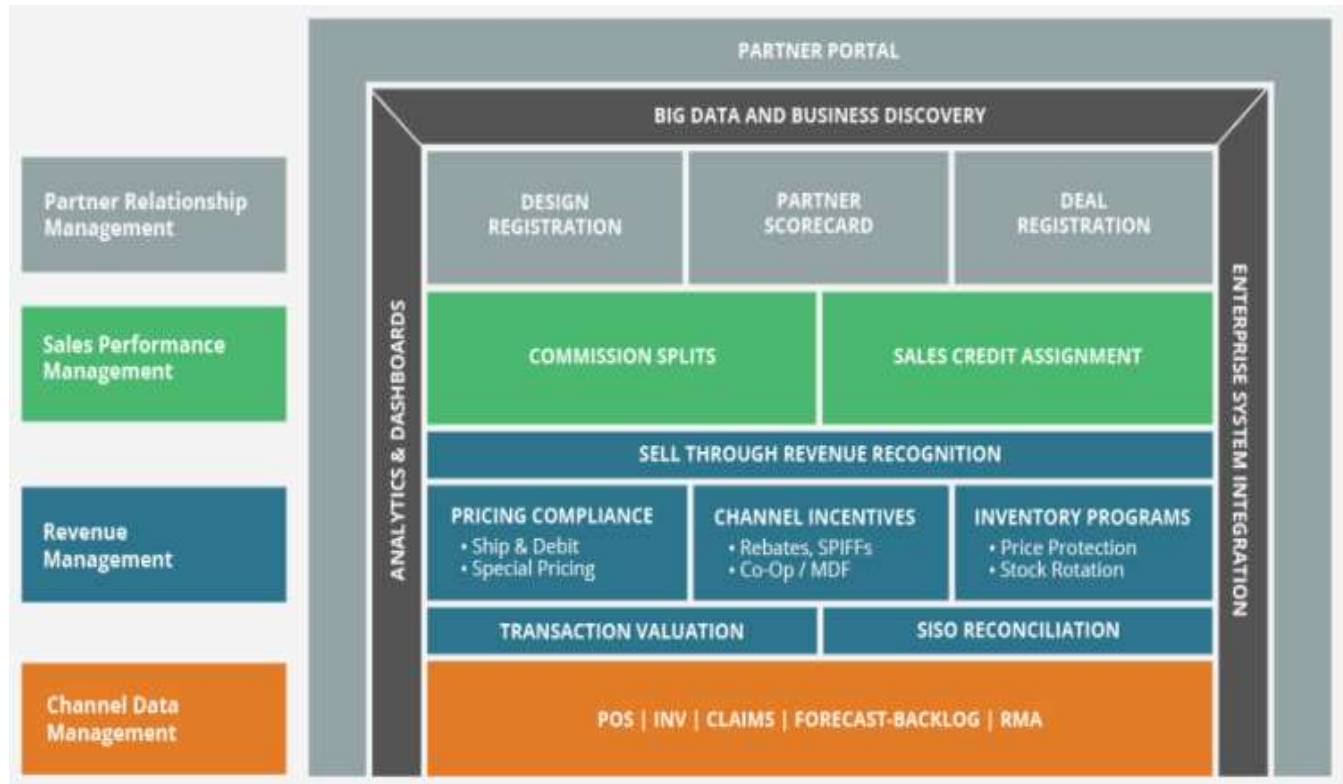 PARTNER PORTAL
BIG DATA AND BUSINESS DISCOVERY
Partner Relationship
Management
DESIGN
REGISTRATION
PARTNER
SCORECARD
DEAL
REGISTRATION
Sales Performance
Management
COMMISSION SPLITS
SALES CREDIT ASSIGNMENT
ANALYTICS & DASHBOARDS
ENTERPRISE SYSTEM INTEGRATION
SELL THROUGH REVENUE RECOGNITION
Revenue
Management
PRICING COMPLIANCE
• Ship & Debit
• Special Pricing
CHANNEL INCENTIVES
• Rebates, SPIFFs
• Co-Op / MDF
INVENTORY PROGRAMS
• Price Protection
• Stock Rotation
TRANSACTION VALUATION
SISO RECONCILIATION
Channel Data
Management
POS | INV | CLAIMS | FORECAST-BACKLOG | RMA